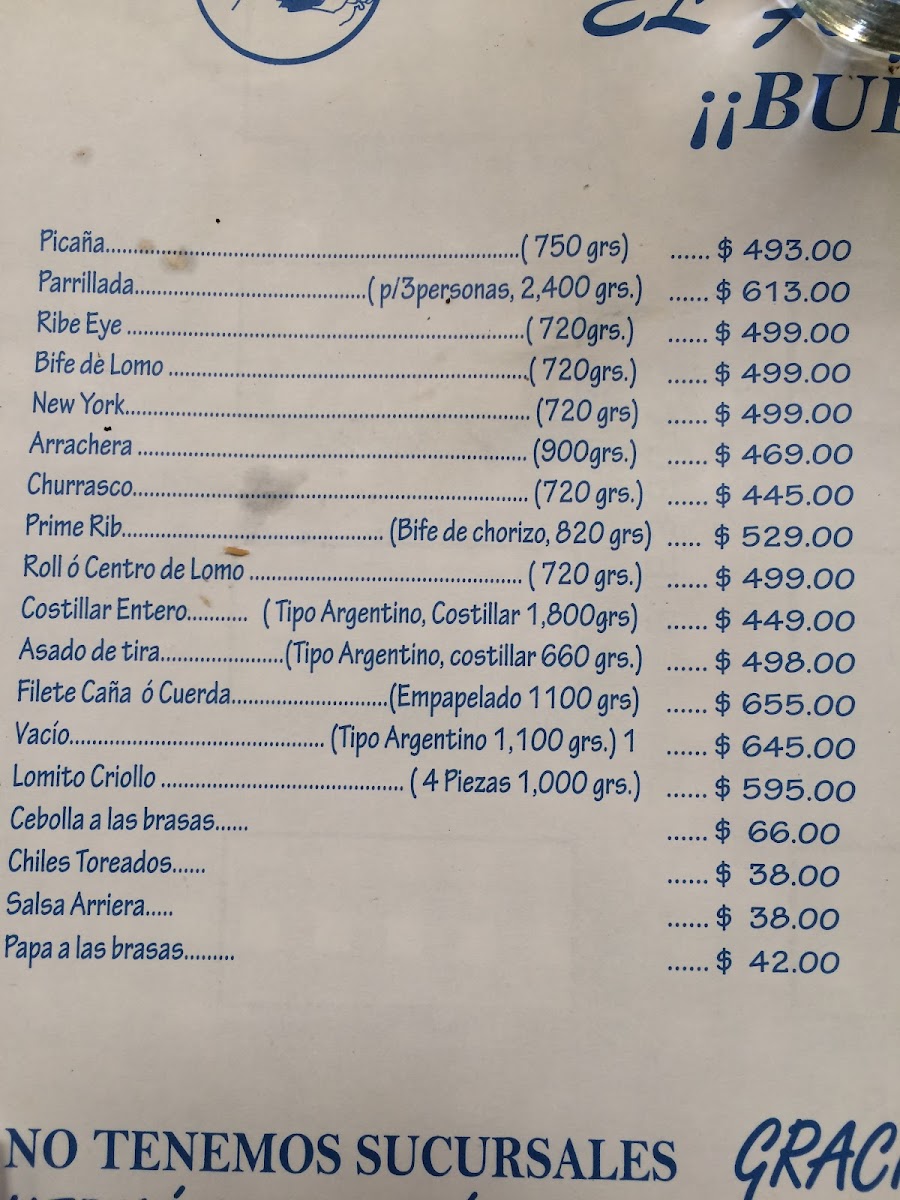 EL
¡¡BUE
Picaña..........(750 grs) ...... $ 493.00
Parrillada..........( p/3personas, 2,400 grs.) ...... $ 613.00
Ribe Eye ..........( 720grs.) ...... $ 499.00
Bife de Lomo ..........( 720grs.) ...... $ 499.00
New York.......... (720 grs) ...... $ 499.00
Arrachera .......... (900grs.) ...... $ 469.00
Churrasco.......... (720 grs.) ...... $ 445.00
Prime Rib.......... (Bife de chorizo, 820 grs) ..... $ 529.00
Roll ó Centro de Lomo .......... ( 720 grs.) ...... $ 499.00
Costillar Entero.......... ( Tipo Argentino, Costillar 1,800grs) ...... $ 449.00
Asado de tira..........(Tipo Argentino, costillar 660 grs.) ...... $ 498.00
Filete Caña ó Cuerda..........(Empapelado 1100 grs) ...... $ 655.00
Vacío.......... (Tipo Argentino 1,100 grs.) 1 ...... $ 645.00
Lomito Criollo .......... ( 4 Piezas 1,000 grs.) ...... $ 595.00
Cebolla a las brasas...... ...... $ 66.00
Chiles Toreados...... ...... $ 38.00
Salsa Arriera..... ...... $ 38.00
Papa a las brasas......... ...... $ 42.00
NO TENEMOS SUCURSALES GRAC